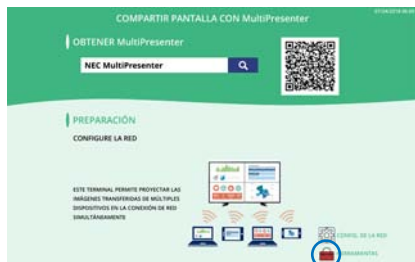 COMPARTIR PANTALLA CON MultiPresenter
OBTENER MultiPresenter
NEC MultiPresenter
PREPARACIÓN
CONFIGURE LA RED
ESTE TERMINAL PERMITE PROYECTAR LAS
IMÁGENES TRANSFERIDAS DE MÚLTIPLES
DISPOSITIVOS EN LA CONEXIÓN DE RED
SIMULTÁNEAMENTE
CONFIG. DE LA RED
HERRAMIENTAS